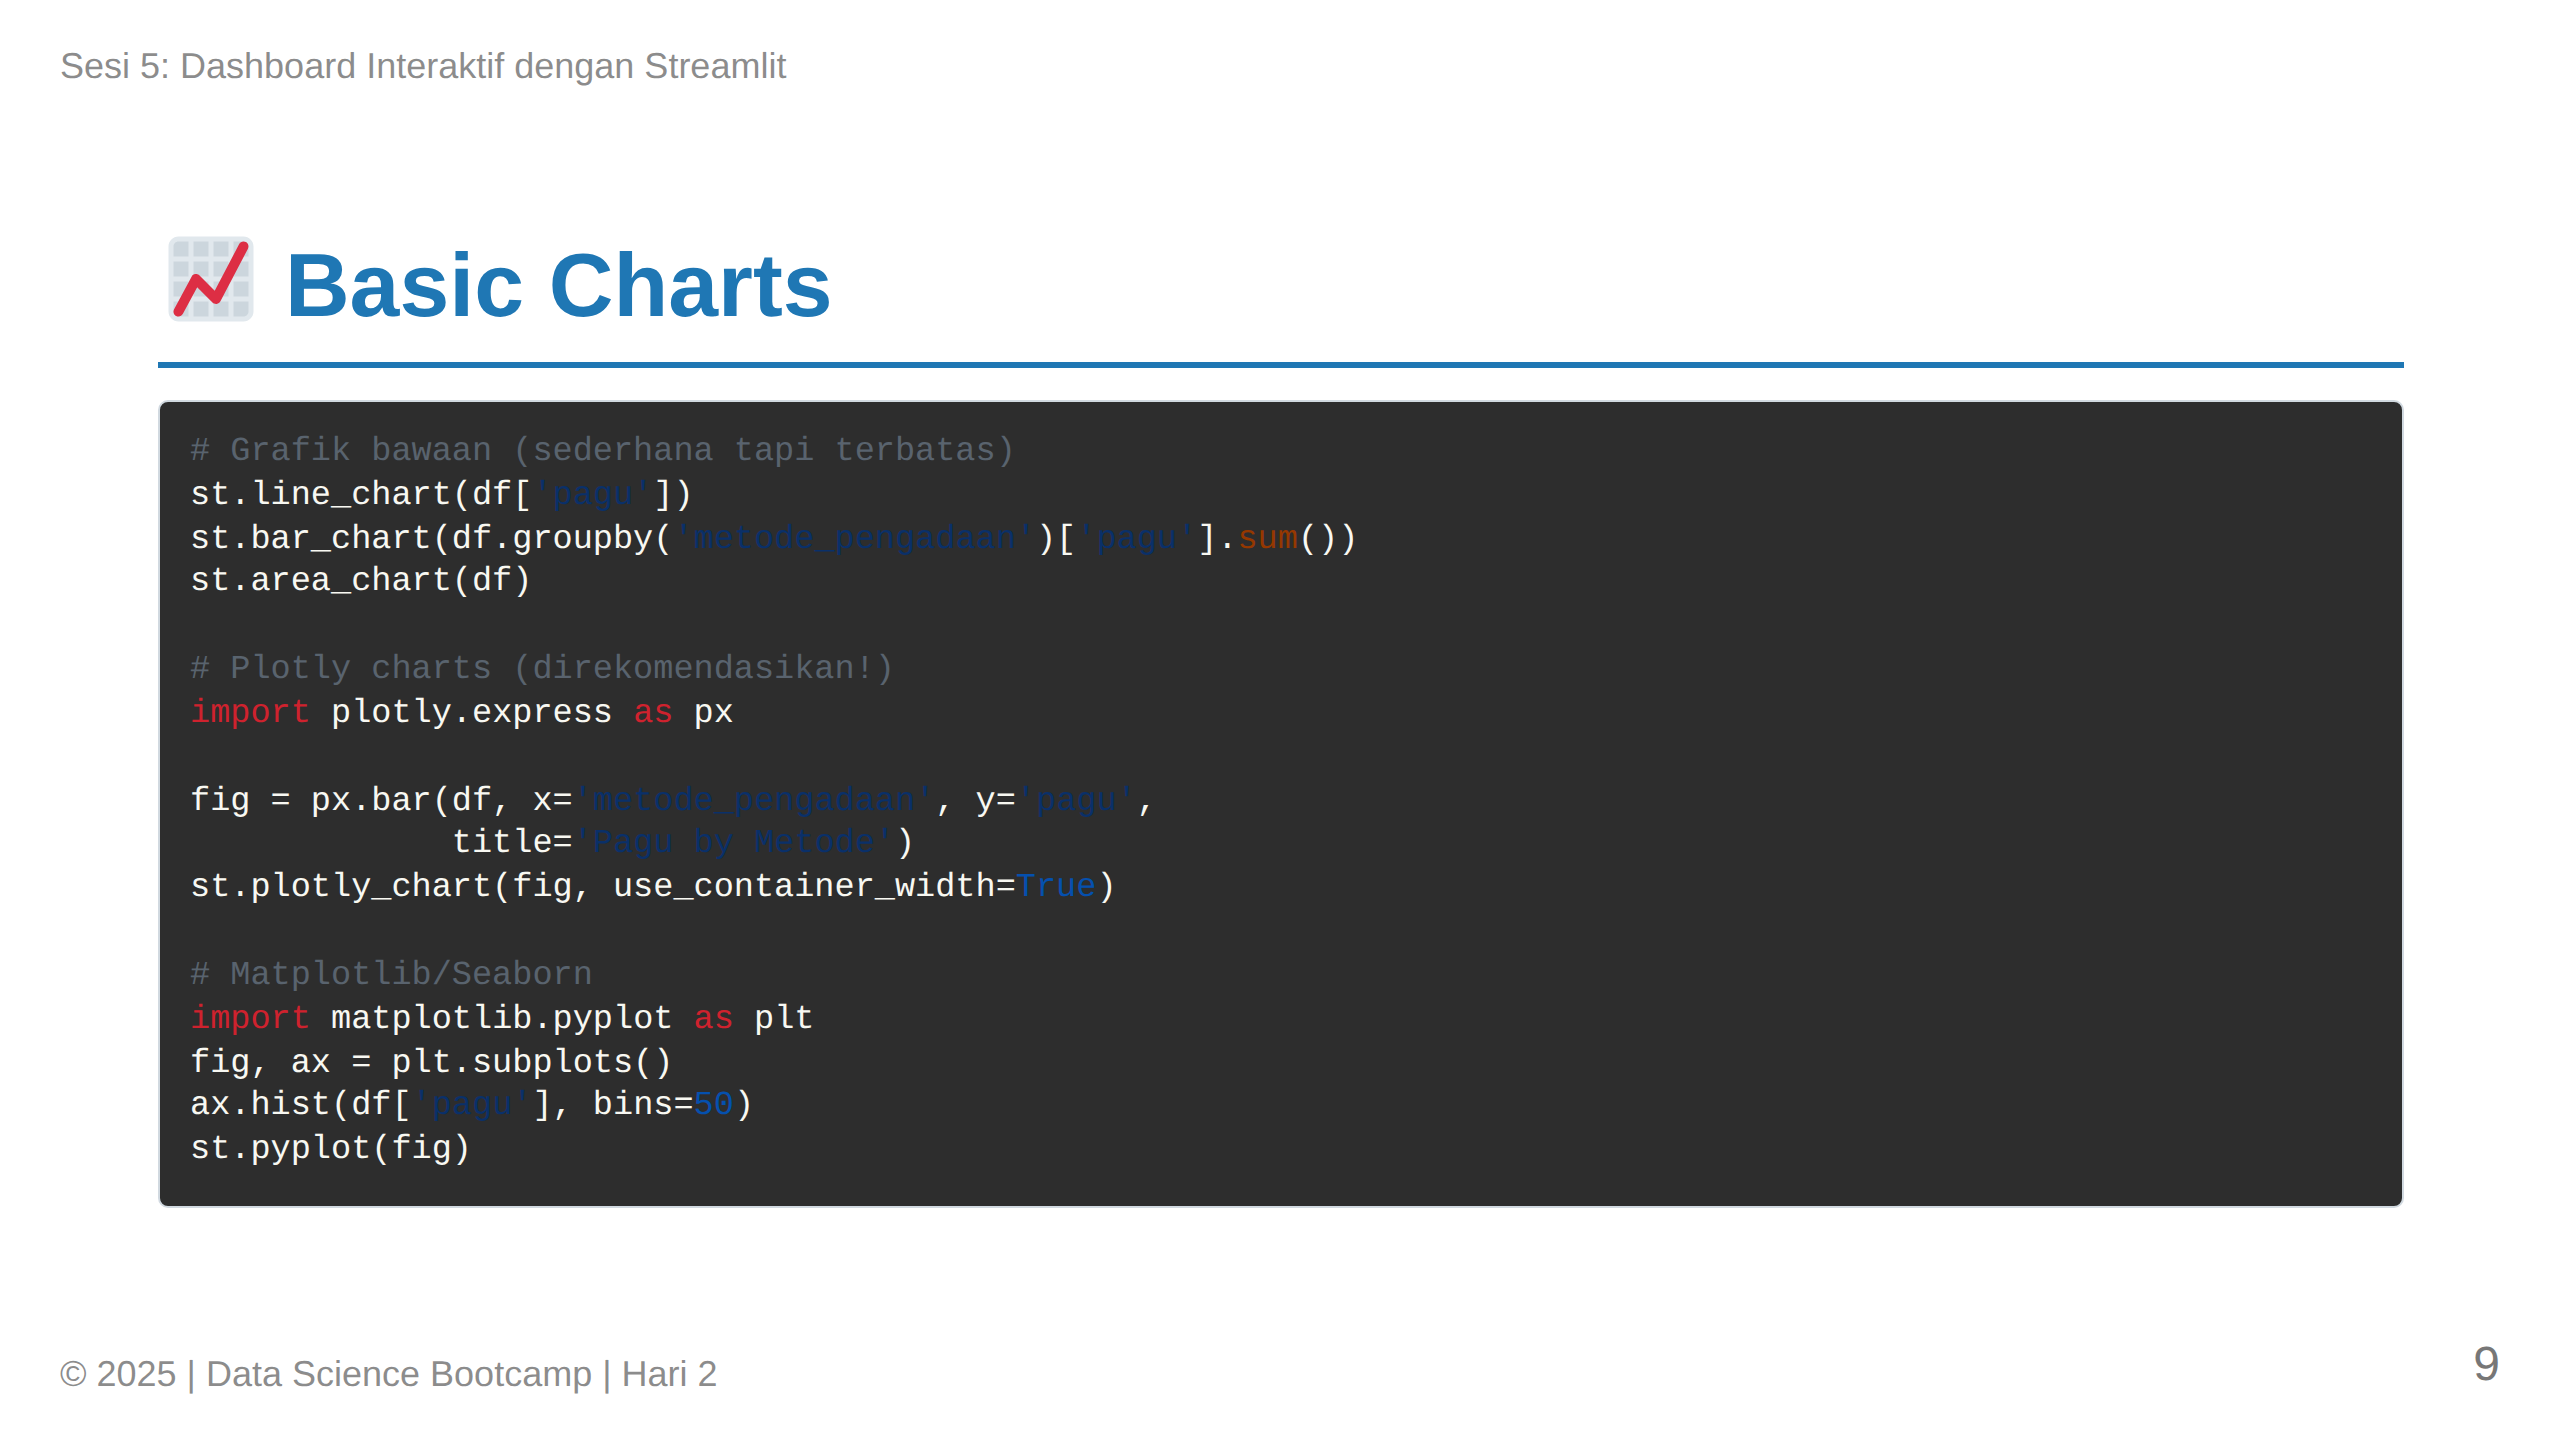 Sesi 5: Dashboard Interaktif dengan Streamlit
Basic Charts
# Grafik bawaan (sederhana tapi terbatas)
st.line_chart(df['pagu'])
st.bar_chart(df.groupby('metode_pengadaan')['pagu'].sum())
st.area_chart(df)

# Plotly charts (direkomendasikan!)
import plotly.express as px

fig = px.bar(df, x='metode_pengadaan', y='pagu',
             title='Pagu by Metode')
st.plotly_chart(fig, use_container_width=True)

# Matplotlib/Seaborn
import matplotlib.pyplot as plt
fig, ax = plt.subplots()
ax.hist(df['pagu'], bins=50)
st.pyplot(fig)
© 2025 | Data Science Bootcamp | Hari 2
9